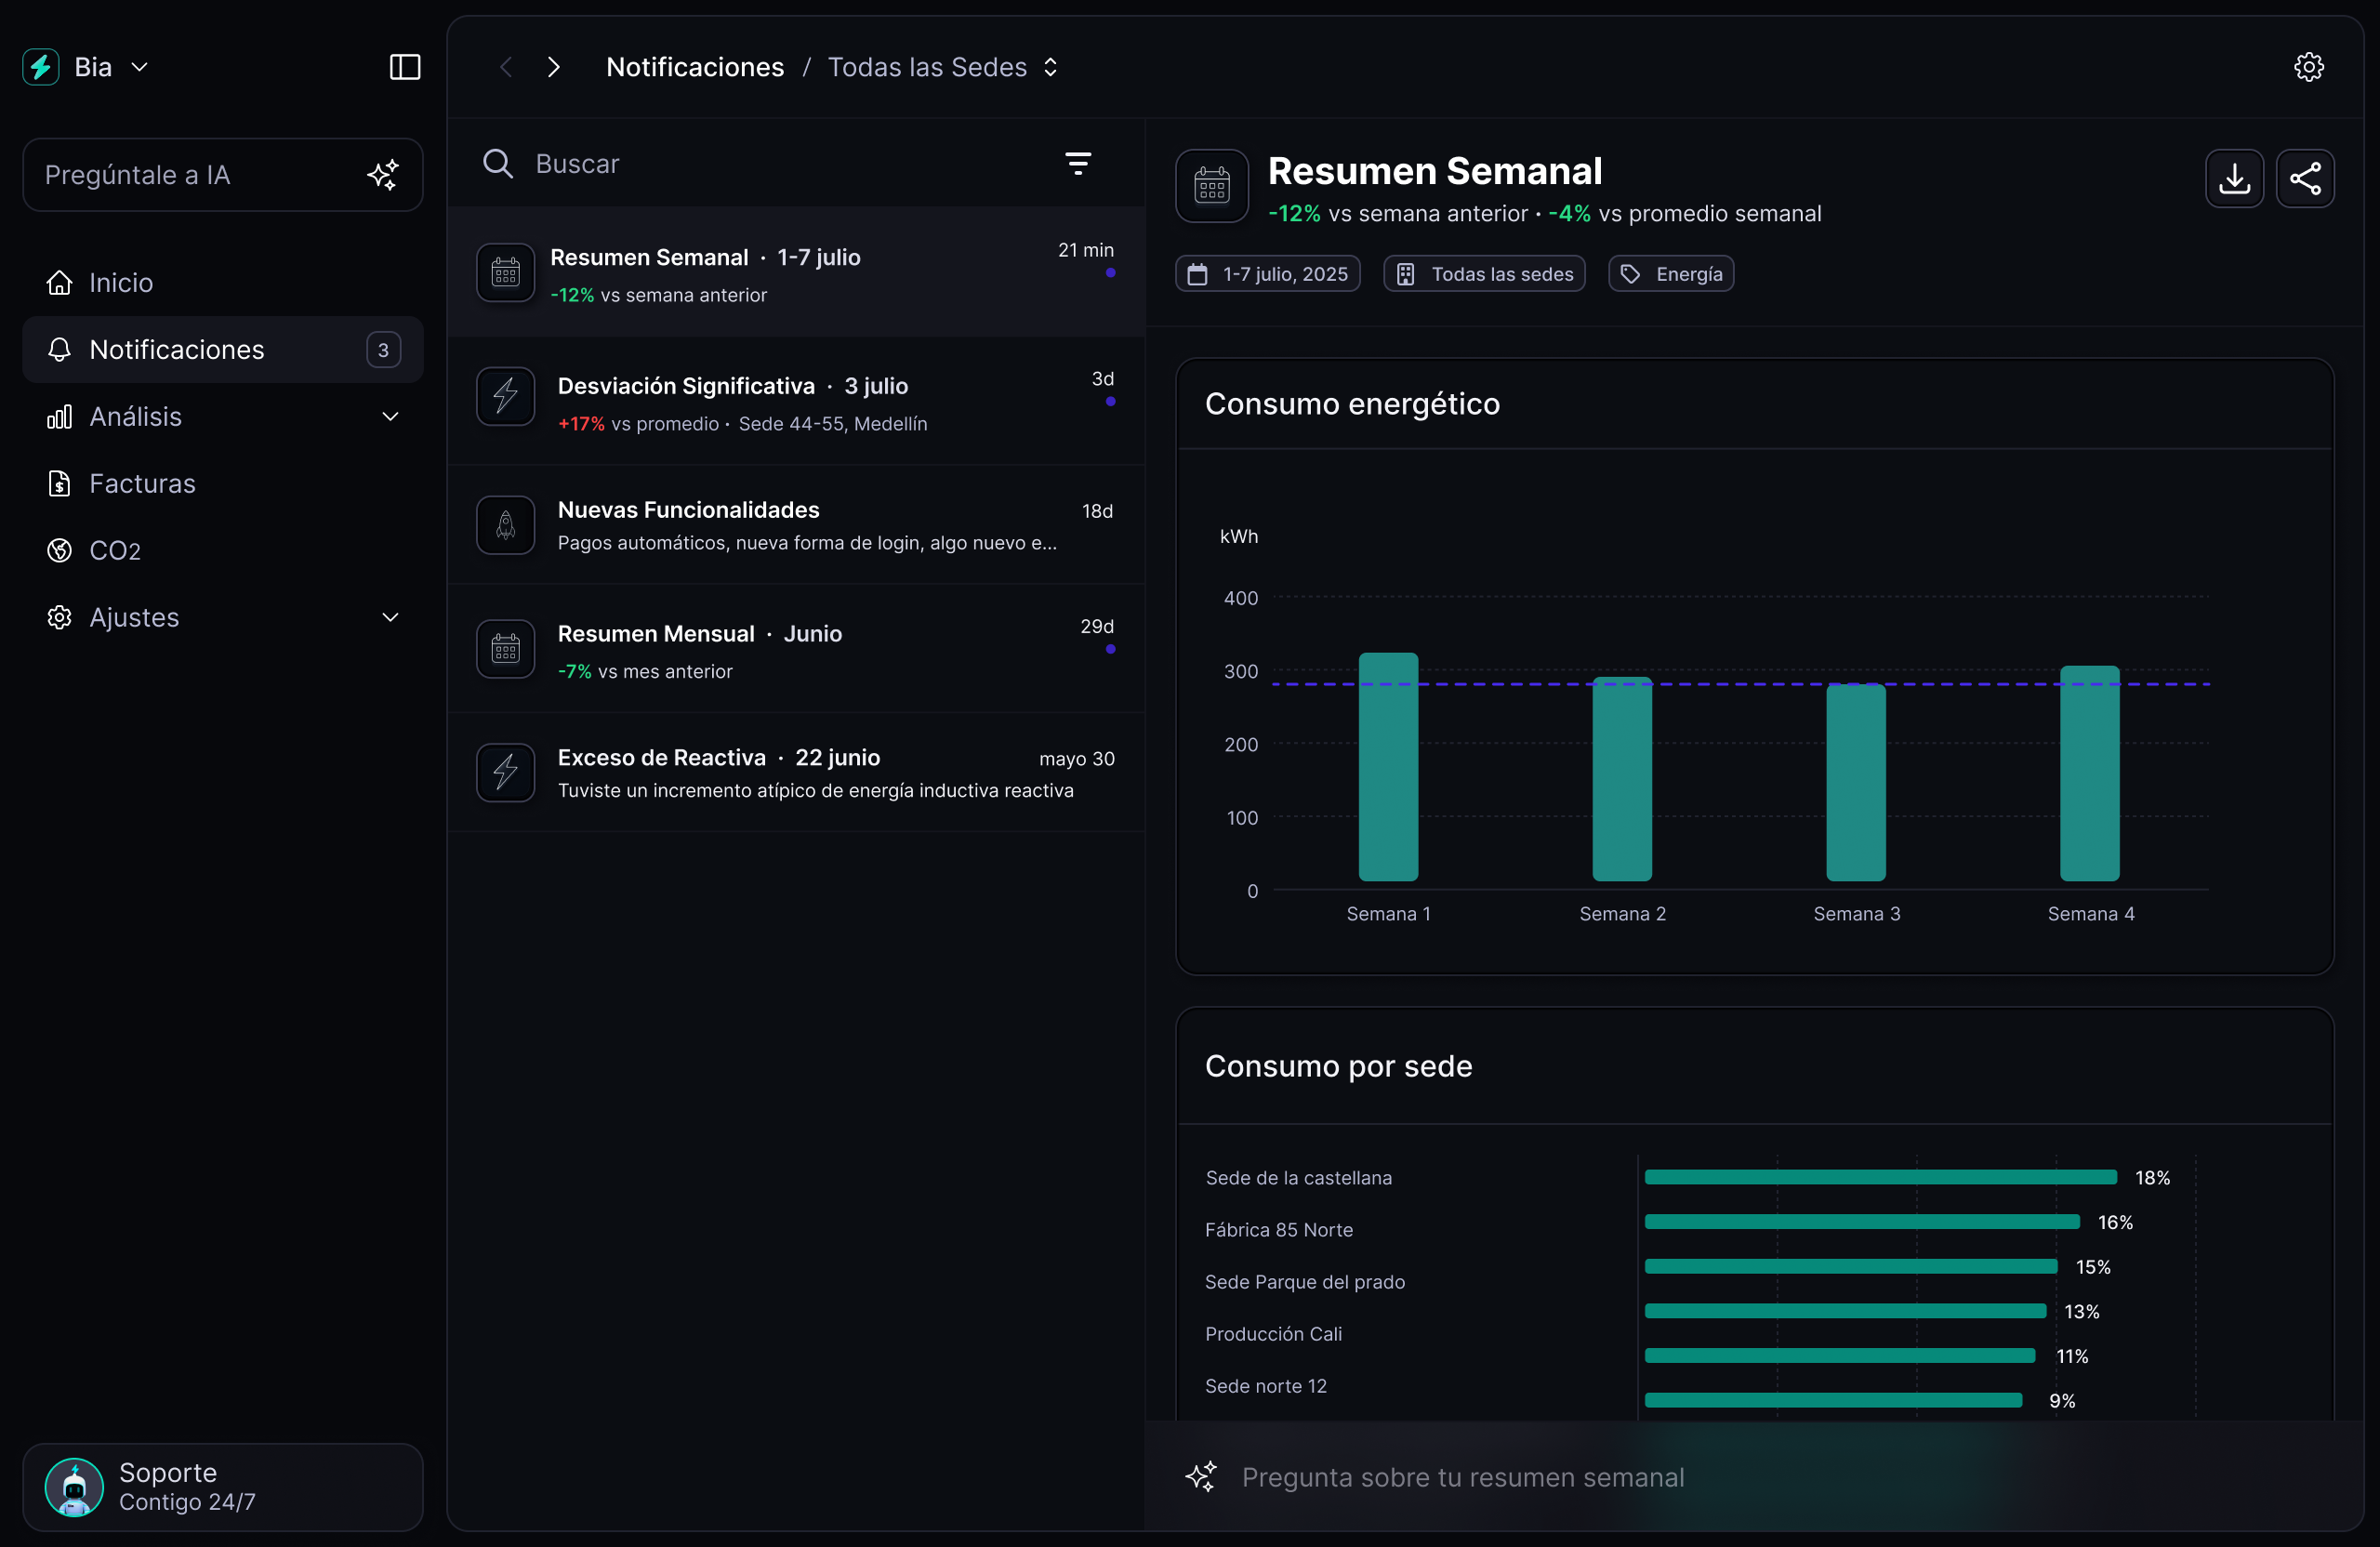 Bia
Pregúntale a IA
Inicio
Notificaciones
3
Análisis
Facturas
CO2
Ajustes
Soporte
Contigo 24/7
Notificaciones / Todas las Sedes
Buscar
Resumen Semanal · 1-7 julio
21 min
-12% vs semana anterior
Desviación Significativa · 3 julio
3d
+17% vs promedio · Sede 44-55, Medellín
Nuevas Funcionalidades
18d
Pagos automáticos, nueva forma de login, algo nuevo e...
Resumen Mensual · Junio
29d
-7% vs mes anterior
Exceso de Reactiva · 22 junio
mayo 30
Tuviste un incremento atípico de energía inductiva reactiva
Resumen Semanal
-12% vs semana anterior · -4% vs promedio semanal
1-7 julio, 2025
Todas las sedes
Energía
Consumo energético
kWh
400
300
200
100
0
Semana 1
Semana 2
Semana 3
Semana 4
Consumo por sede
Sede de la castellana
18%
Fábrica 85 Norte
16%
Sede Parque del prado
15%
Producción Cali
13%
Sede norte 12
11%
9%
Pregunta sobre tu resumen semanal